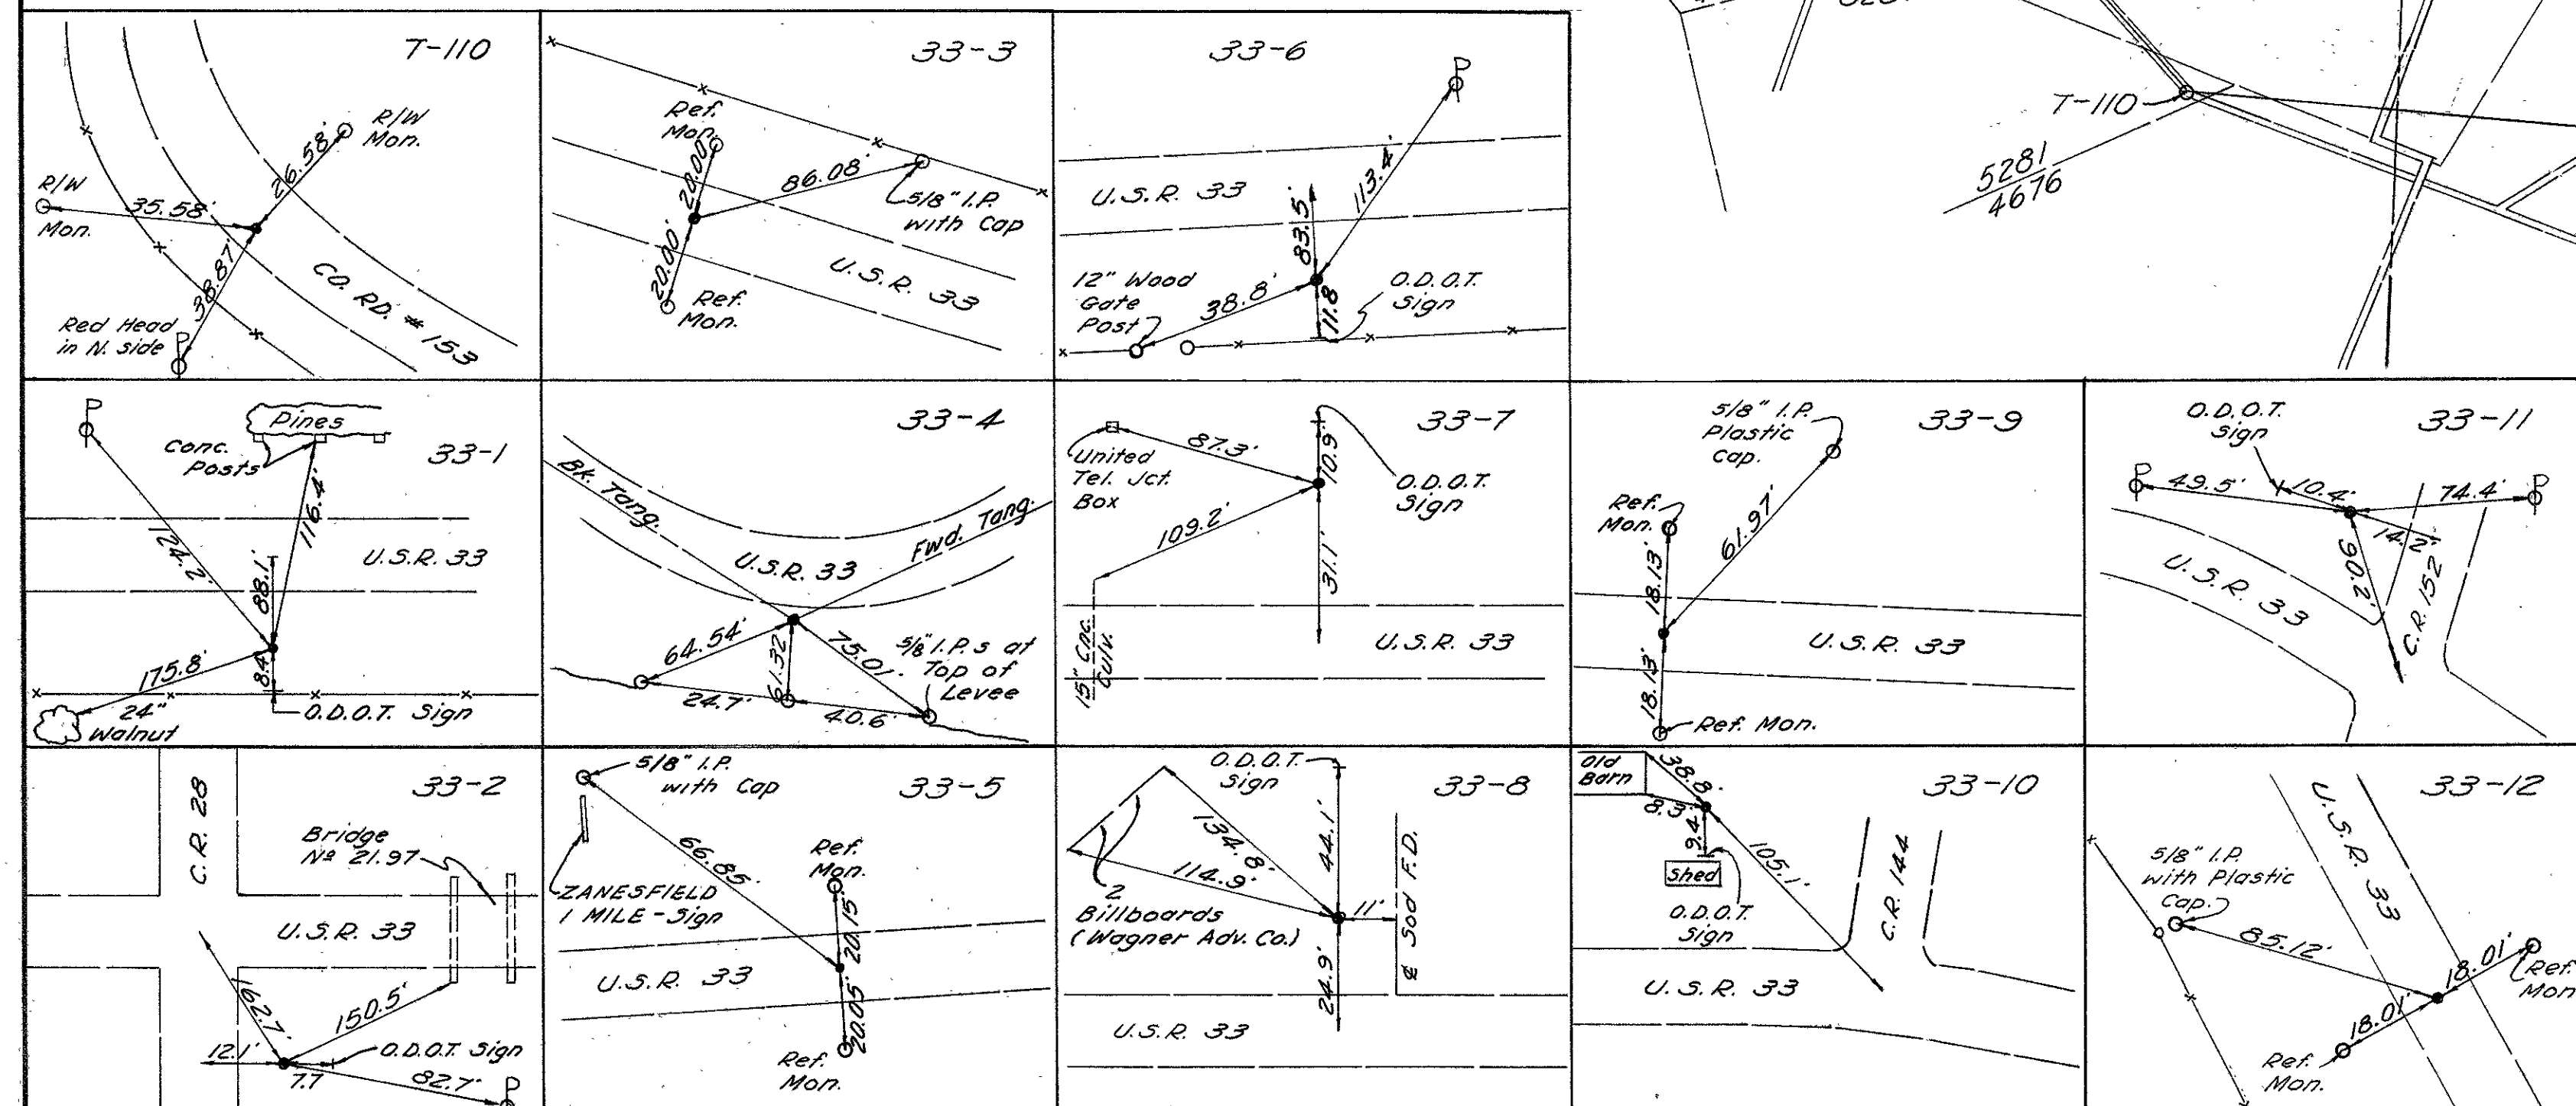 T-110
R/W
Mon.
26.58'
R/W
Mon.
35.58'
38.87'
CO. RD. # 153
Red Head
in N. side
P
33-3
Ref.
Mon.
20.00'
86.08'
5/8" I.P.
with Cap
20.00'
U.S.R. 33
Ref.
Mon.
33-6
P
113.4'
U.S.R. 33
83.5'
12" Wood
Gate
Post
38.8'
11.8
O.D.O.T.
Sign
T-110
5281
4676
33-1
P
Pines
Conc.
Posts
116.4'
124.2'
U.S.R. 33
88.1'
175.8'
8.4'
24"
Walnut
O.D.O.T. Sign
33-4
Bk. Tang.
Fwd. Tang.
U.S.R. 33
64.54'
61.32
75.01'
5/8" I.P.s at
Top of
Levee
24.7'
40.6'
33-7
87.3'
10.9'
United
Tel. Jct.
Box
O.D.O.T.
Sign
109.2'
31.1'
15" Cnc.
Culv.
U.S.R. 33
33-9
5/8" I.P.
Plastic
Cap.
Ref.
Mon.
61.97'
18.13'
U.S.R. 33
18.13'
Ref. Mon.
33-11
O.D.O.T.
Sign
P
49.5'
10.4'
74.4'
P
14.2'
60.2'
U.S.R. 33
C.R. 152
33-2
C.R. 28
Bridge
Nº 21.97
U.S.R. 33
162.7'
150.5'
12.1'
7.7
O.D.O.T. Sign
82.7'
P
33-5
5/8" I.P.
with Cap
66.85'
Ref.
Mon.
ZANESFIELD
1 MILE - Sign
20.15'
U.S.R. 33
20.05'
Ref.
Mon.
33-8
O.D.O.T.
Sign
134.8'
44.1'
114.9'
2
Billboards
(Wagner Adv. Co.)
11'
℄ Sod F.D.
24.9'
U.S.R. 33
33-10
Old
Barn
38.8'
8.3'
9.4'
105.1'
Shed
O.D.O.T.
Sign
C.R. 144
U.S.R. 33
33-12
U.S.R. 33
5/8" I.P.
with Plastic
Cap.
85.12'
18.01'
Ref.
Mon.
18.01'
Ref.
Mon.